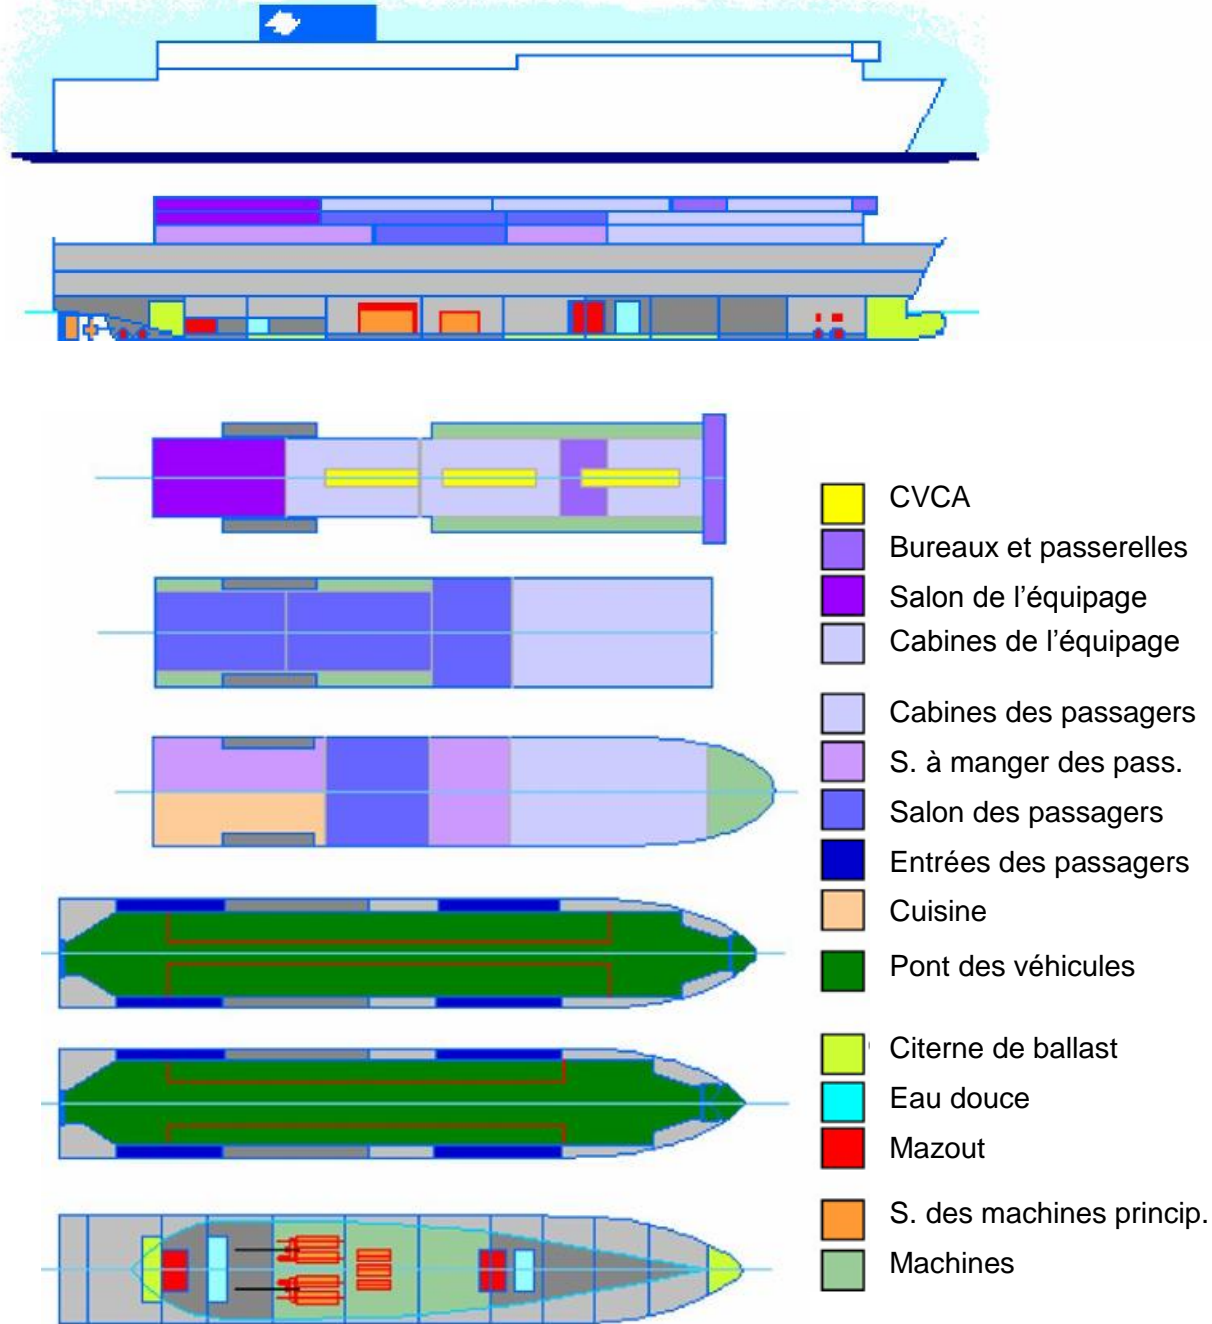 CVCA
Bureaux et passerelles
Salon de l’équipage
Cabines de l’équipage
Cabines des passagers
S. à manger des pass.
Salon des passagers
Entrées des passagers
Cuisine
Pont des véhicules
Citerne de ballast
Eau douce
Mazout
S. des machines princip.
Machines